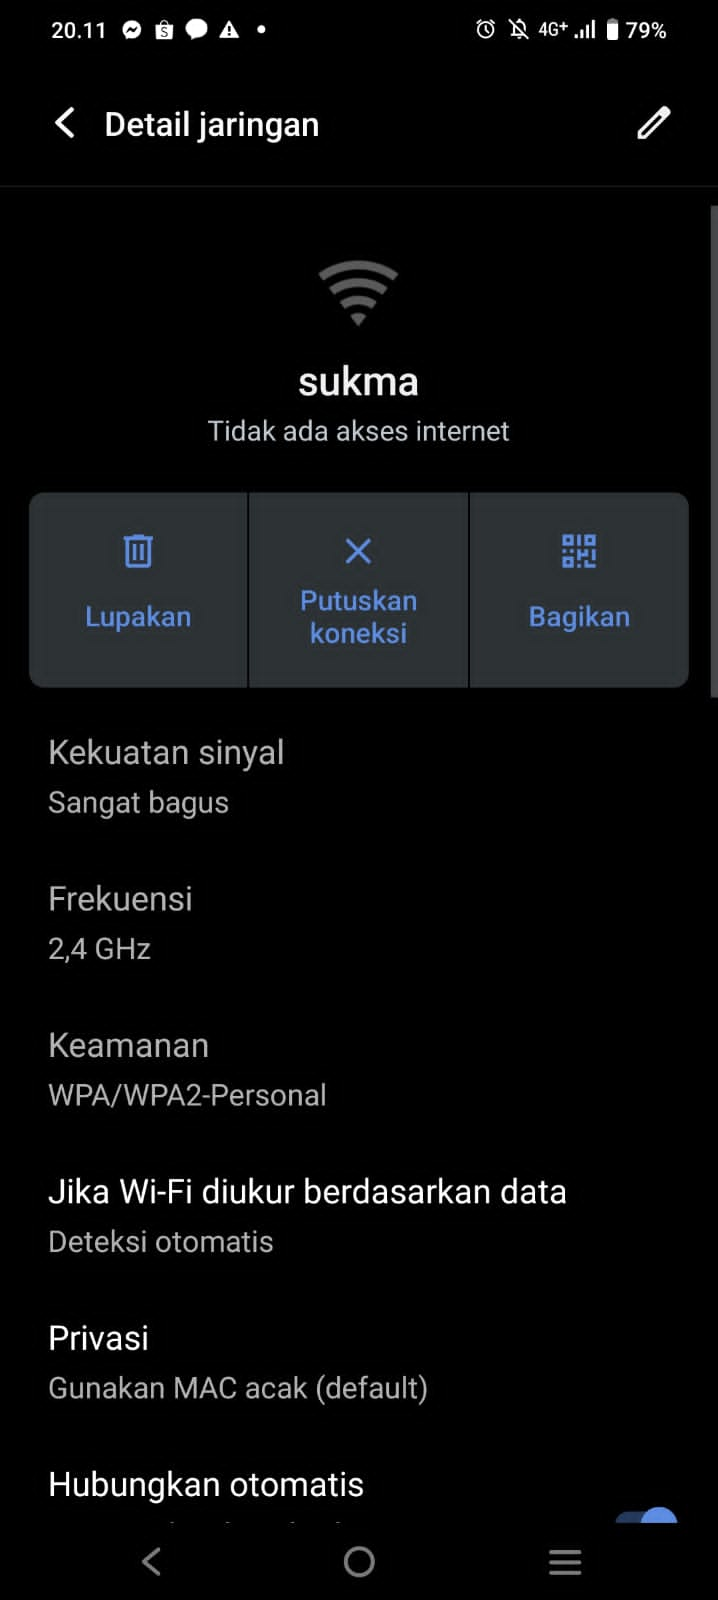 20.11
4G+ 79%
Detail jaringan
sukma
Tidak ada akses internet
Lupakan
Putuskan
koneksi
Bagikan
Kekuatan sinyal
Sangat bagus
Frekuensi
2,4 GHz
Keamanan
WPA/WPA2-Personal
Jika Wi-Fi diukur berdasarkan data
Deteksi otomatis
Privasi
Gunakan MAC acak (default)
Hubungkan otomatis